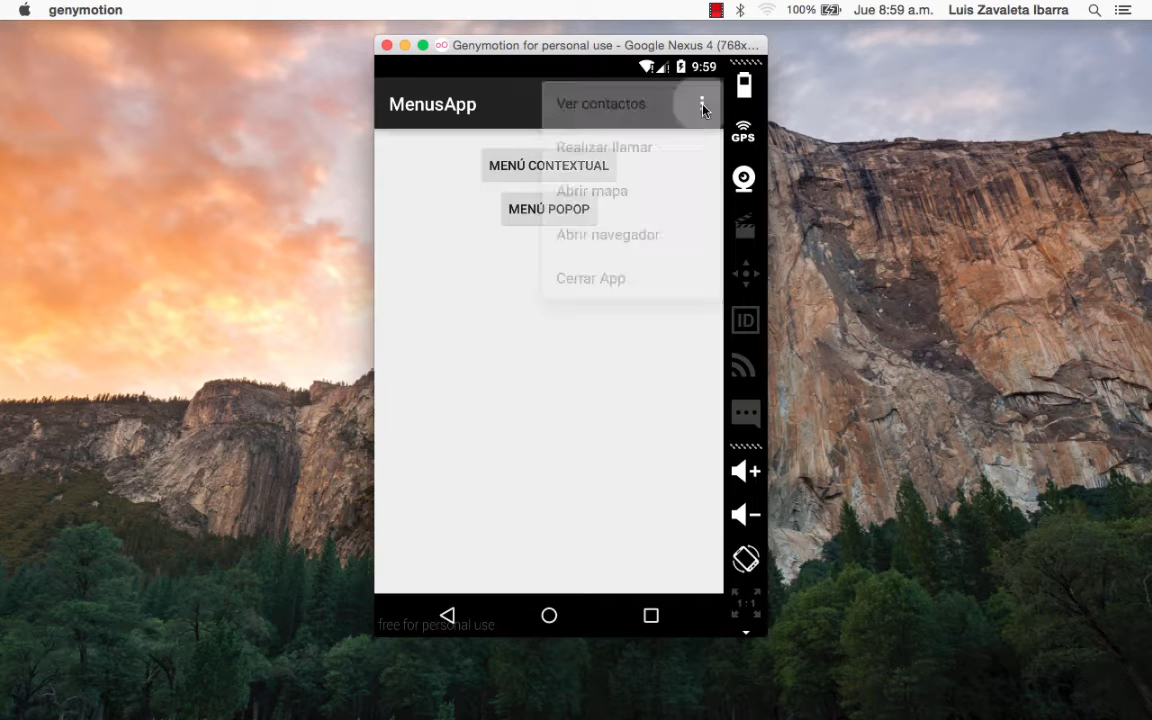 genymotion
100%
Jue 8:59 a.m.
Luis Zavaleta Ibarra
Genymotion for personal use - Google Nexus 4 (768x...
9:59
MenusApp
Ver contactos
Realizar llamar
MENÚ CONTEXTUAL
Abrir mapa
MENÚ POPOP
Abrir navegador
Cerrar App
GPS
ID
1:1
free for personal use